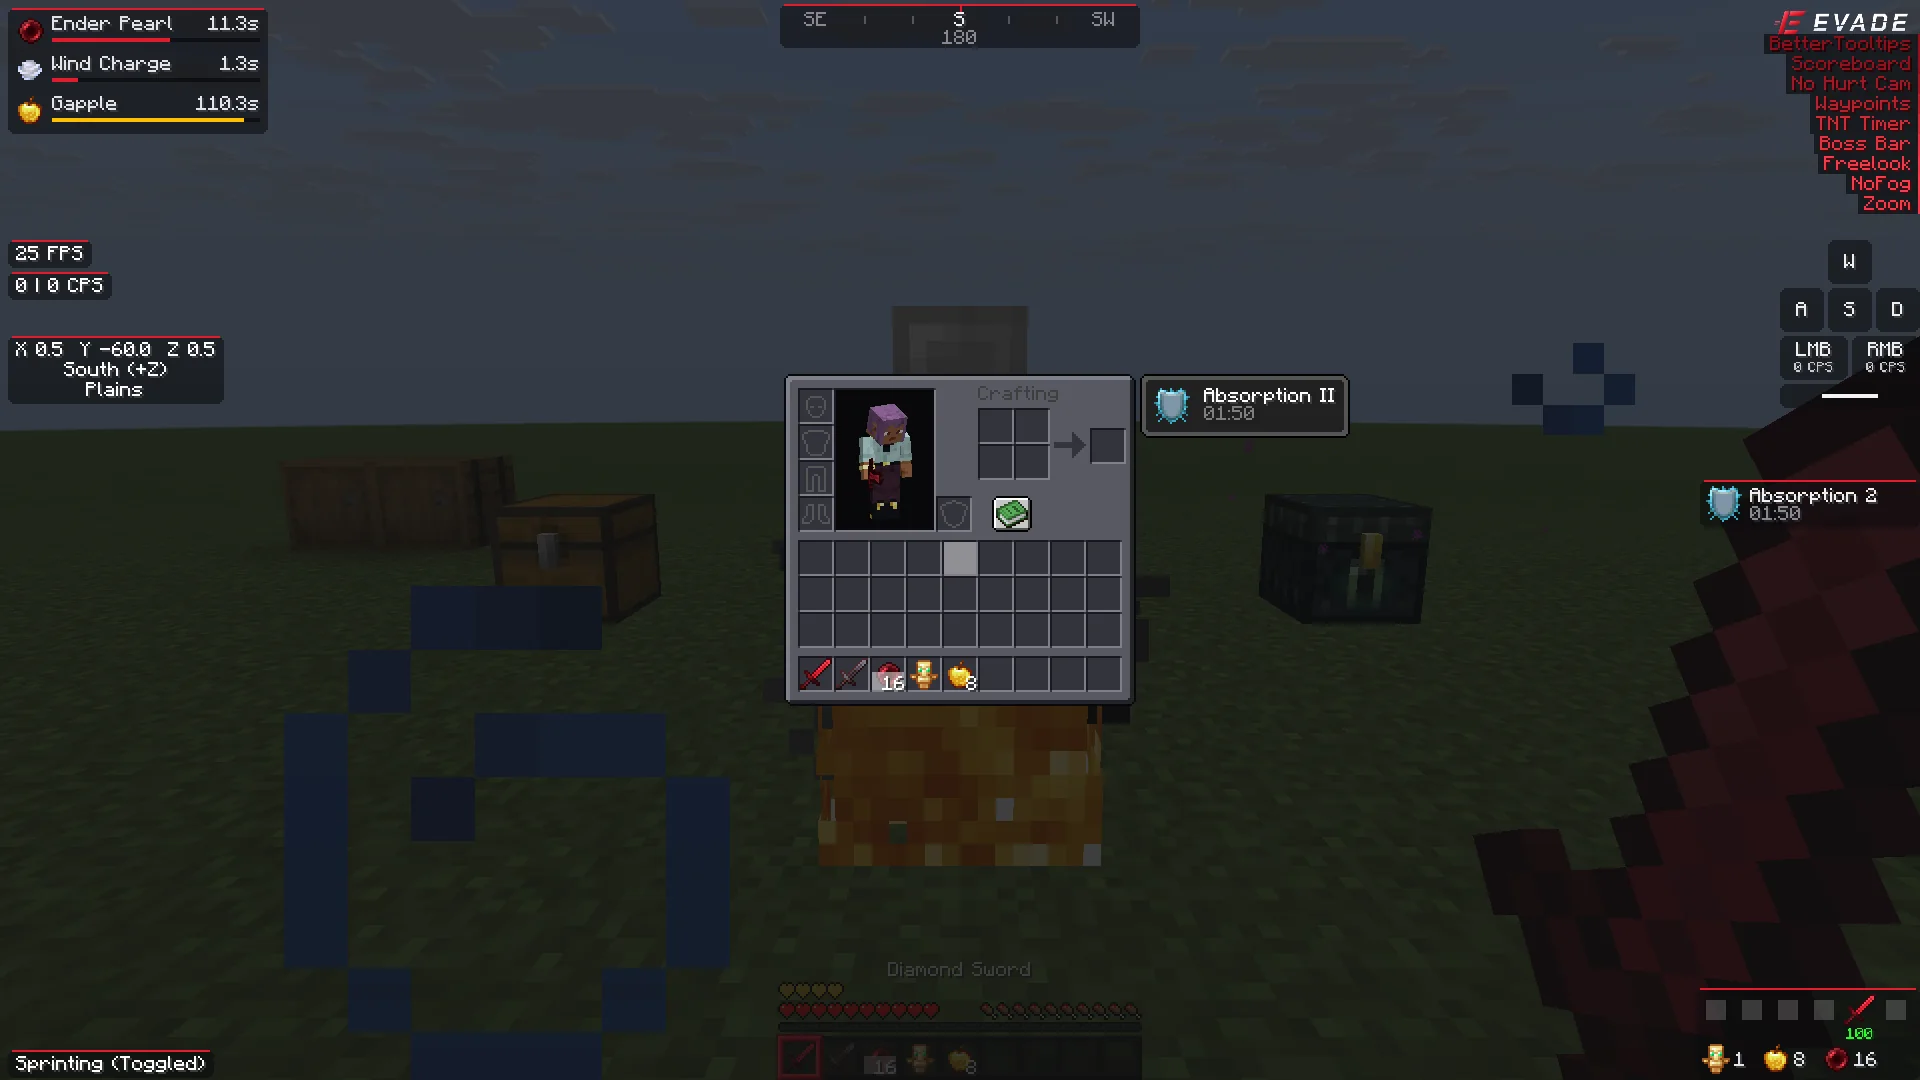 Ender Pearl 11.3s
Wind Charge 1.3s
Gapple 110.3s
SE S SW
180
EVADE
BetterTooltips
Scoreboard
No Hurt Cam
Waypoints
TNT Timer
Boss Bar
Freelook
NoFog
Zoom
25 FPS
0 | 0 CPS
X 0.5 Y -60.0 Z 0.5
South (+Z)
Plains
W
A S D
LMB RMB
0 CPS 0 CPS
Crafting
Absorption II
01:50
Absorption 2
01:50
16 8
Diamond Sword
16 8
Sprinting (Toggled)
100
1 8 16